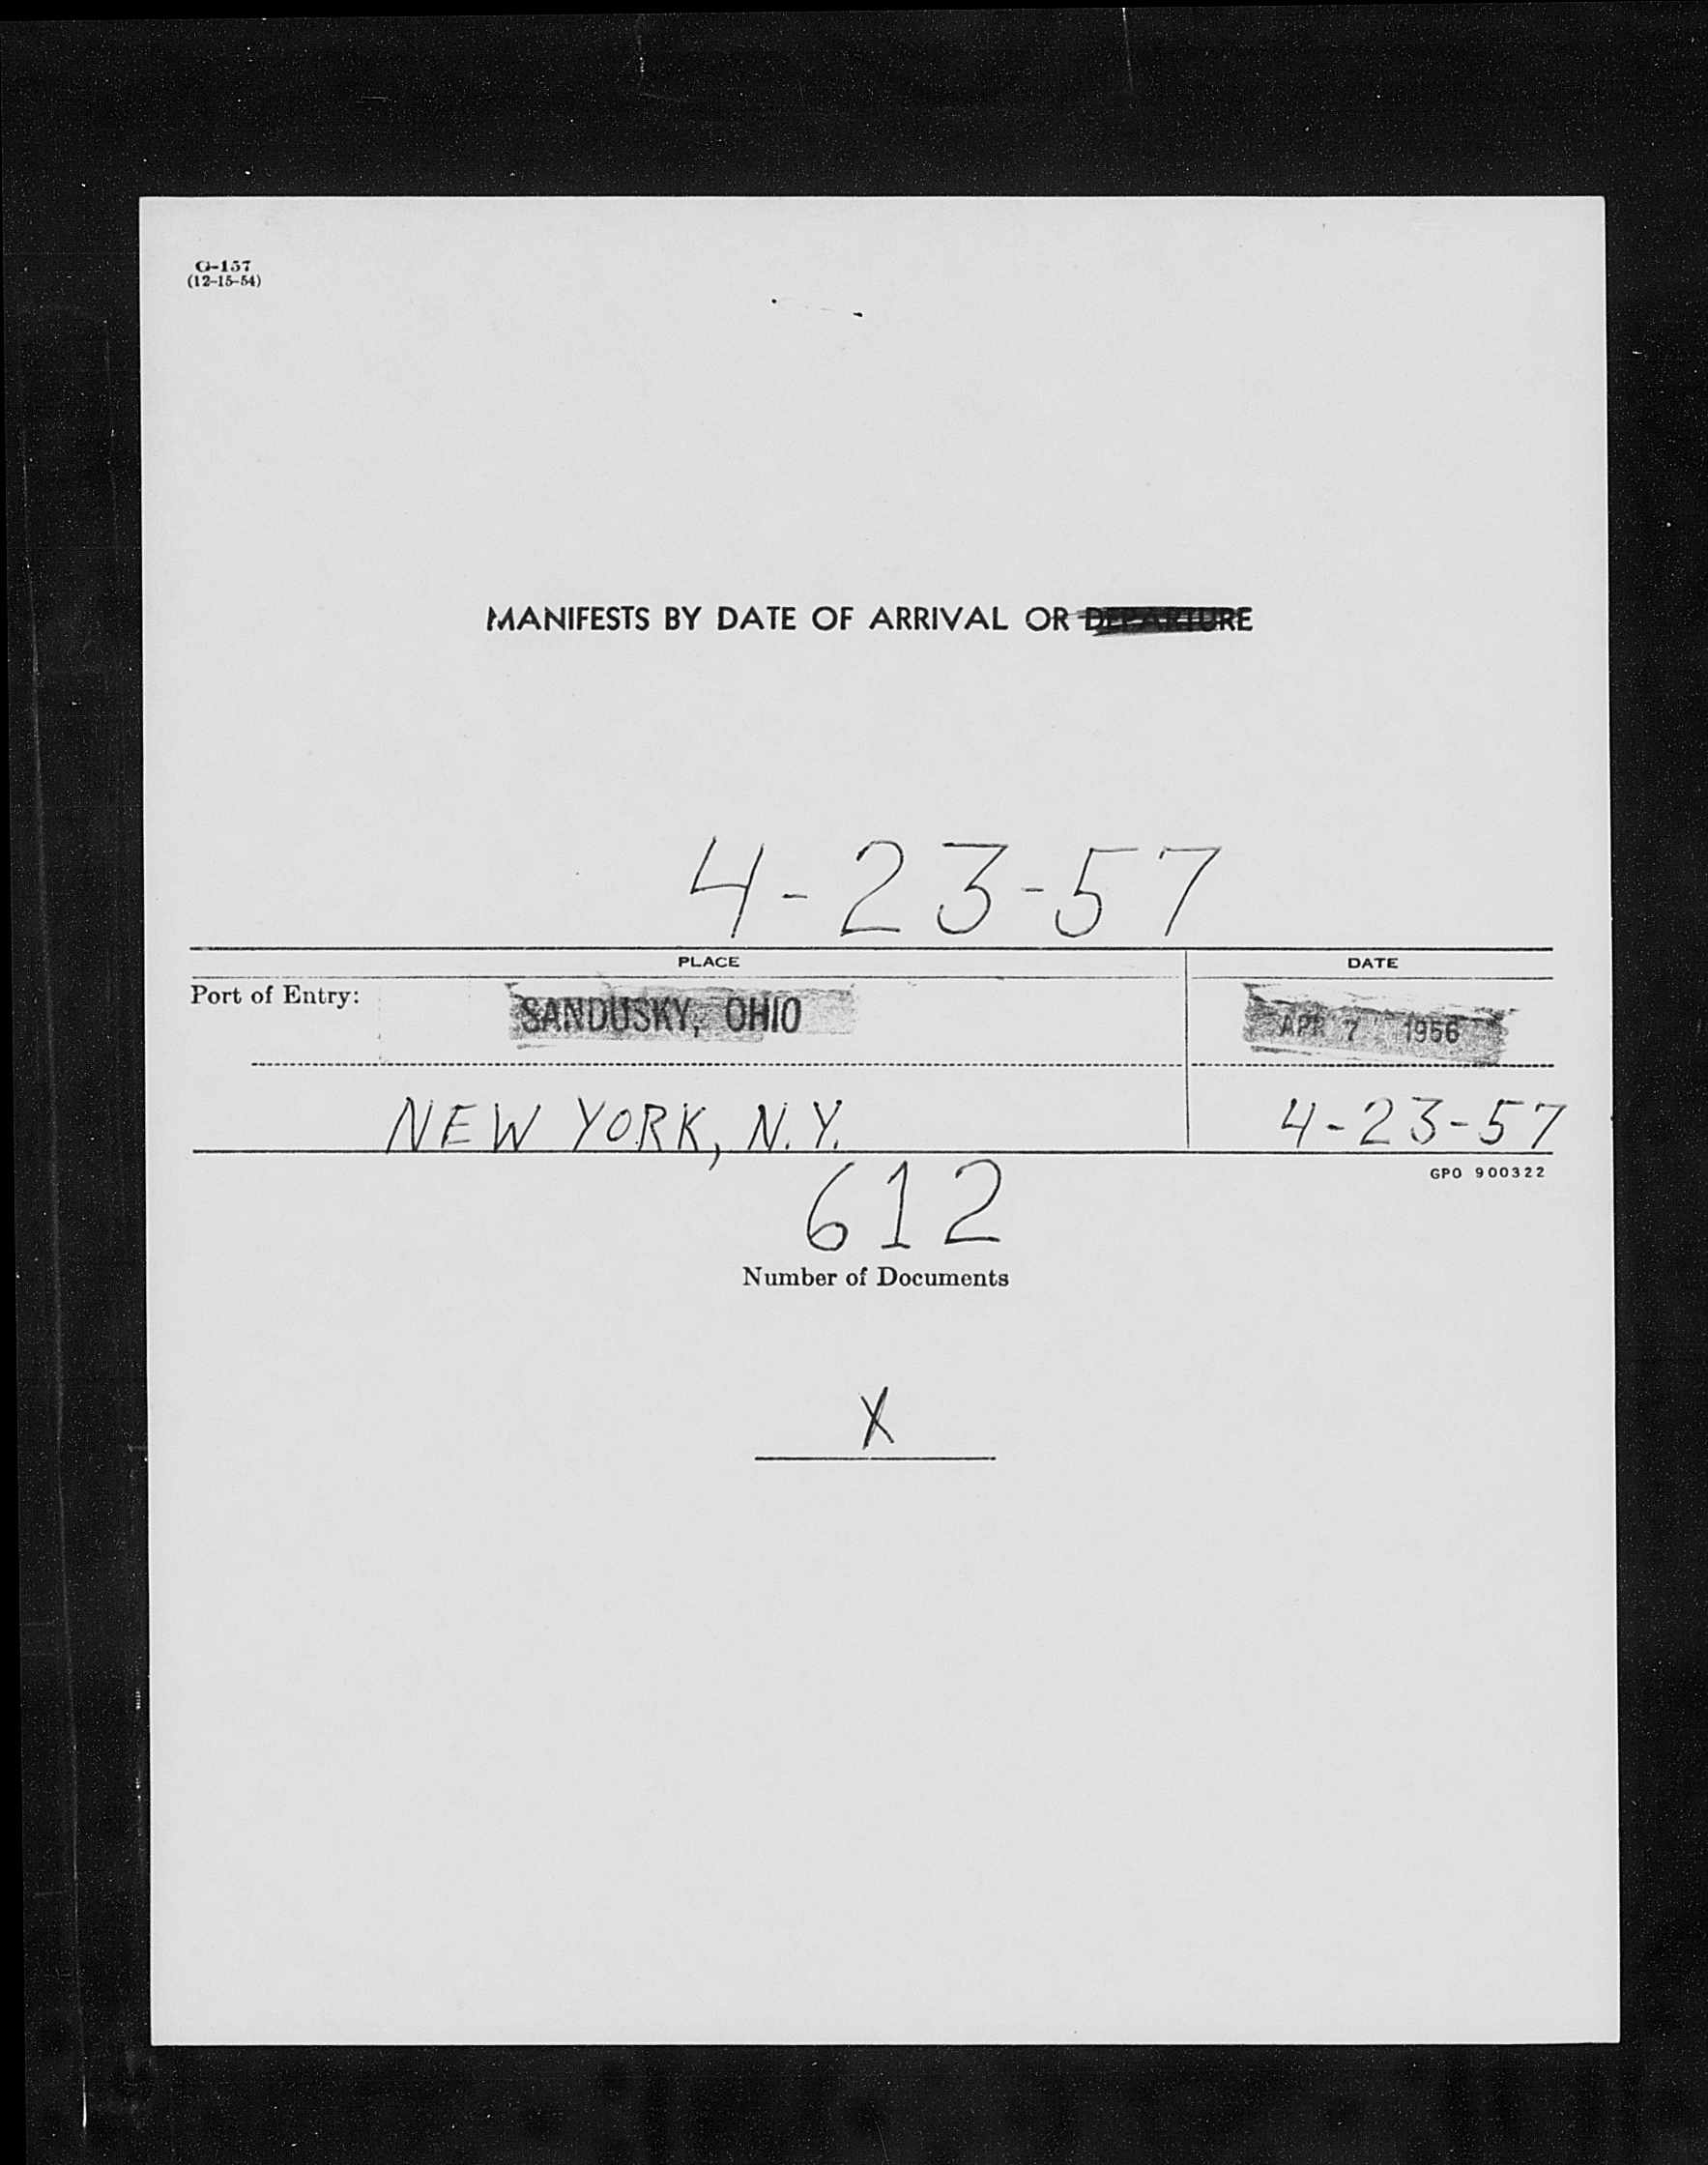 G-157
(12-15-54)
MANIFESTS BY DATE OF ARRIVAL OR DEPARTURE
4-23-57
PLACE DATE
Port of Entry: SANDUSKY, OHIO APR 7 1956
NEW YORK, N.Y. 4-23-57
GPO 900322
612
Number of Documents
X